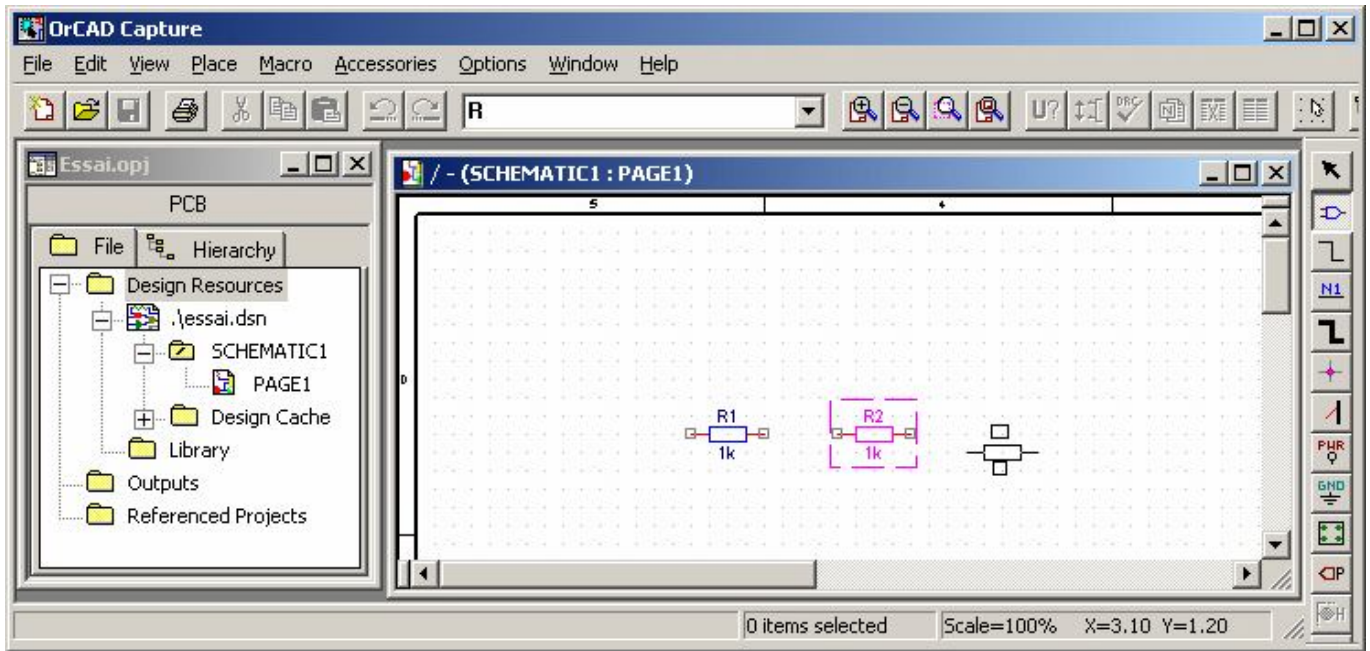 OrCAD Capture
File Edit View Place Macro Accessories Options Window Help
R
U?
DRC
Essai.opj
PCB
File Hierarchy
Design Resources
.\essai.dsn
SCHEMATIC1
PAGE1
Design Cache
Library
Outputs
Referenced Projects
/ - (SCHEMATIC1 : PAGE1)
5 4
D
R1 R2
1k 1k
N1
PWR
GND
P
H
0 items selected Scale=100% X=3.10 Y=1.20